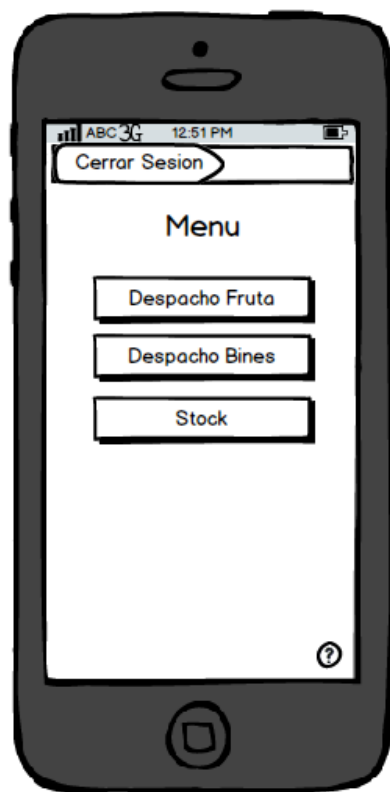 ABC 3G 12:51 PM
Cerrar Sesion
Menu
Despacho Fruta
Despacho Bines
Stock
?